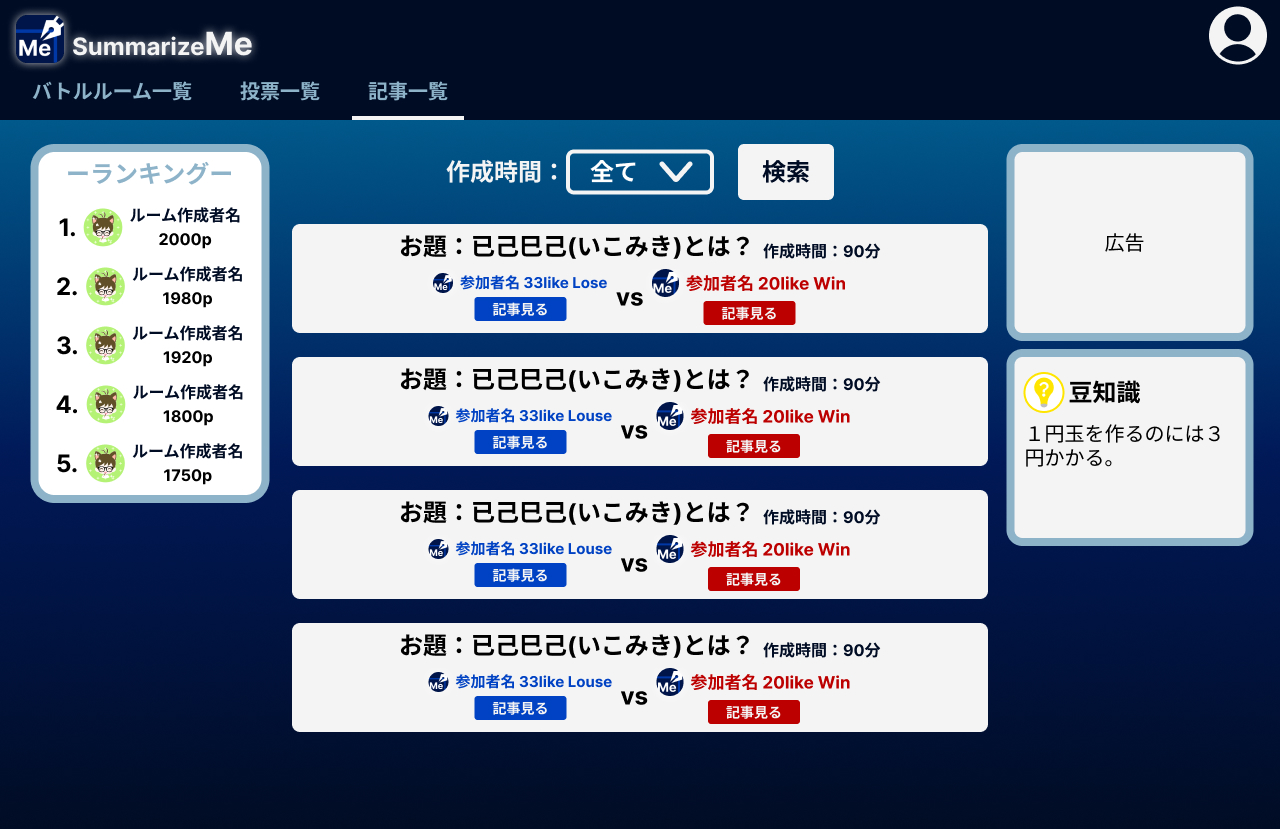 Me SummarizeMe
バトルルーム一覧 投票一覧 記事一覧
ーランキングー
1. ルーム作成者名
2000p
2. ルーム作成者名
1980p
3. ルーム作成者名
1920p
4. ルーム作成者名
1800p
5. ルーム作成者名
1750p
作成時間： 全て 検索
お題：已己巳己(いこみき)とは？ 作成時間：90分
Me 参加者名 33like Lose vs Me 参加者名 20like Win
記事見る 記事見る
お題：已己巳己(いこみき)とは？ 作成時間：90分
Me 参加者名 33like Louse vs Me 参加者名 20like Win
記事見る 記事見る
お題：已己巳己(いこみき)とは？ 作成時間：90分
Me 参加者名 33like Louse vs Me 参加者名 20like Win
記事見る 記事見る
お題：已己巳己(いこみき)とは？ 作成時間：90分
Me 参加者名 33like Louse vs Me 参加者名 20like Win
記事見る 記事見る
広告
豆知識
１円玉を作るのには３
円かかる。